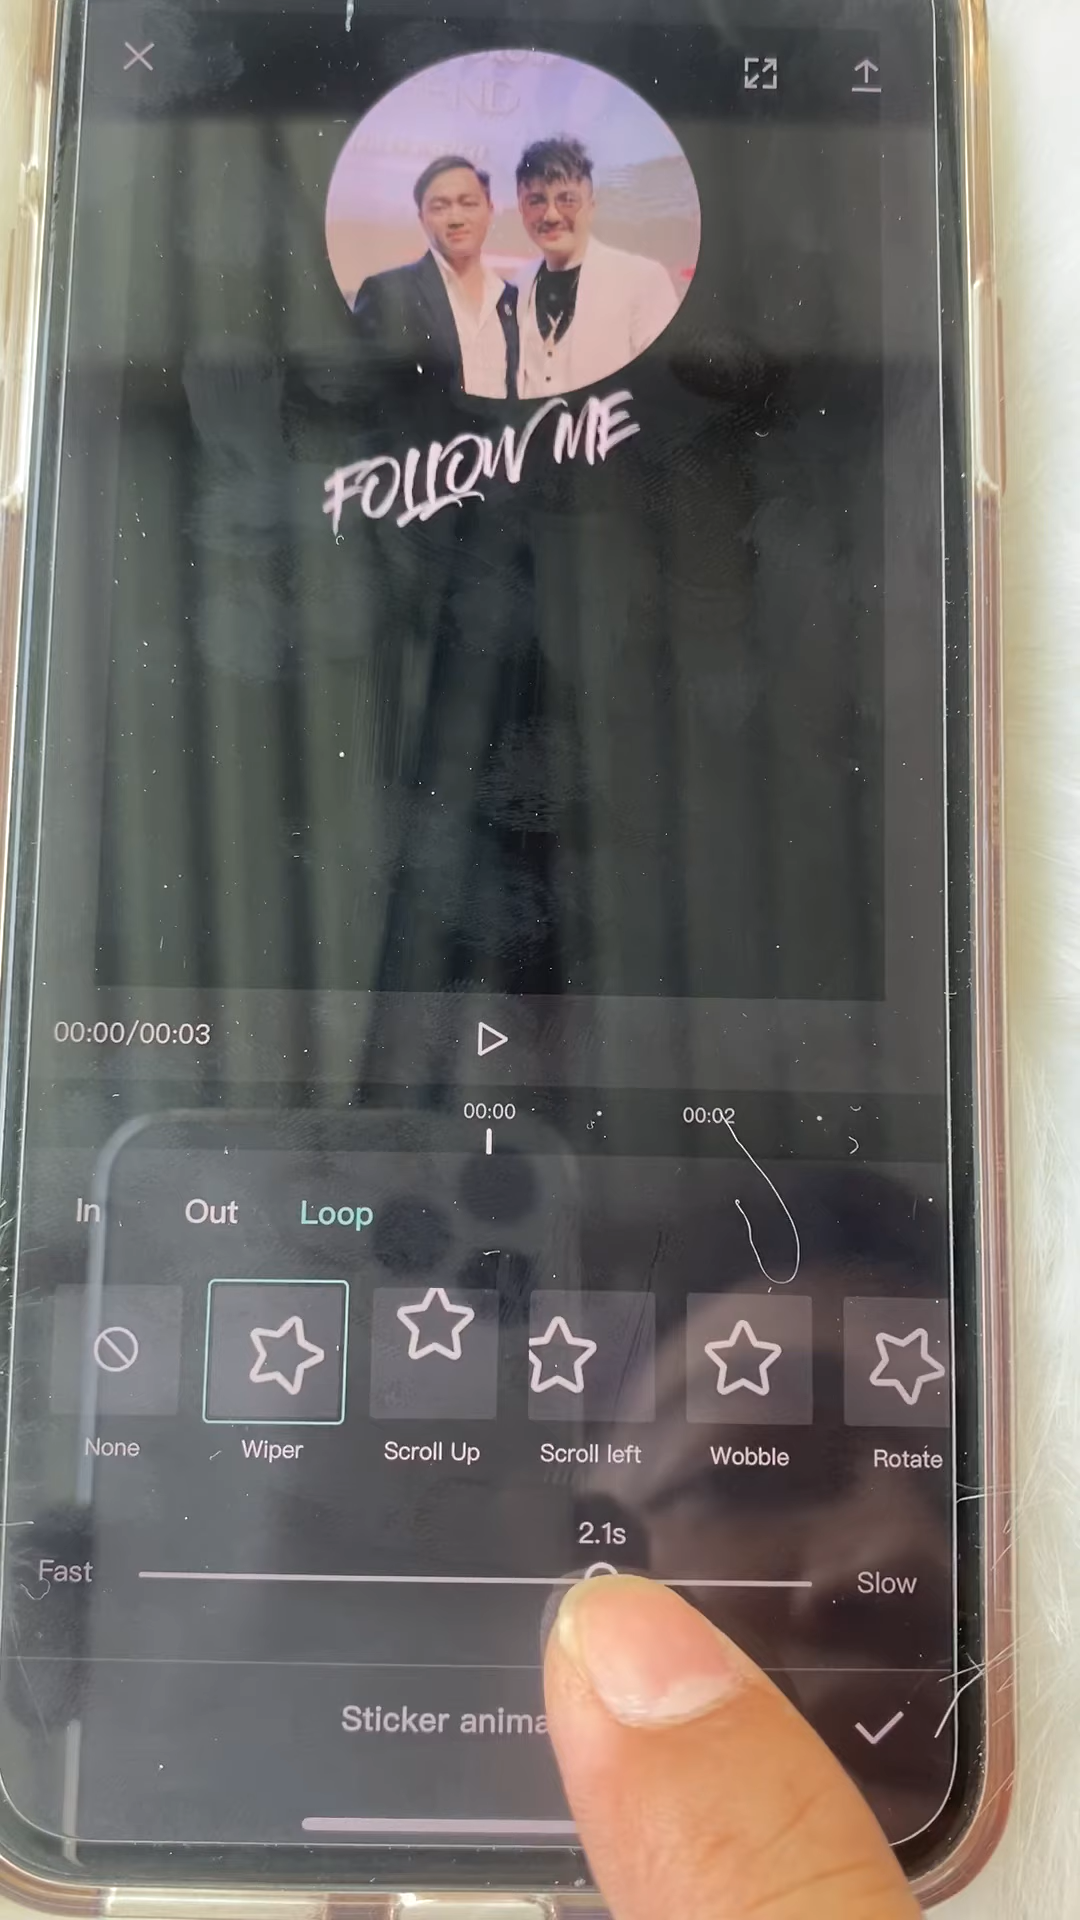 END
FOLLOW ME
00:00/00:03
00:00
00:02
In
Out
Loop
None
Wiper
Scroll Up
Scroll left
Wobble
Rotate
2.1s
Fast
Slow
Sticker anima